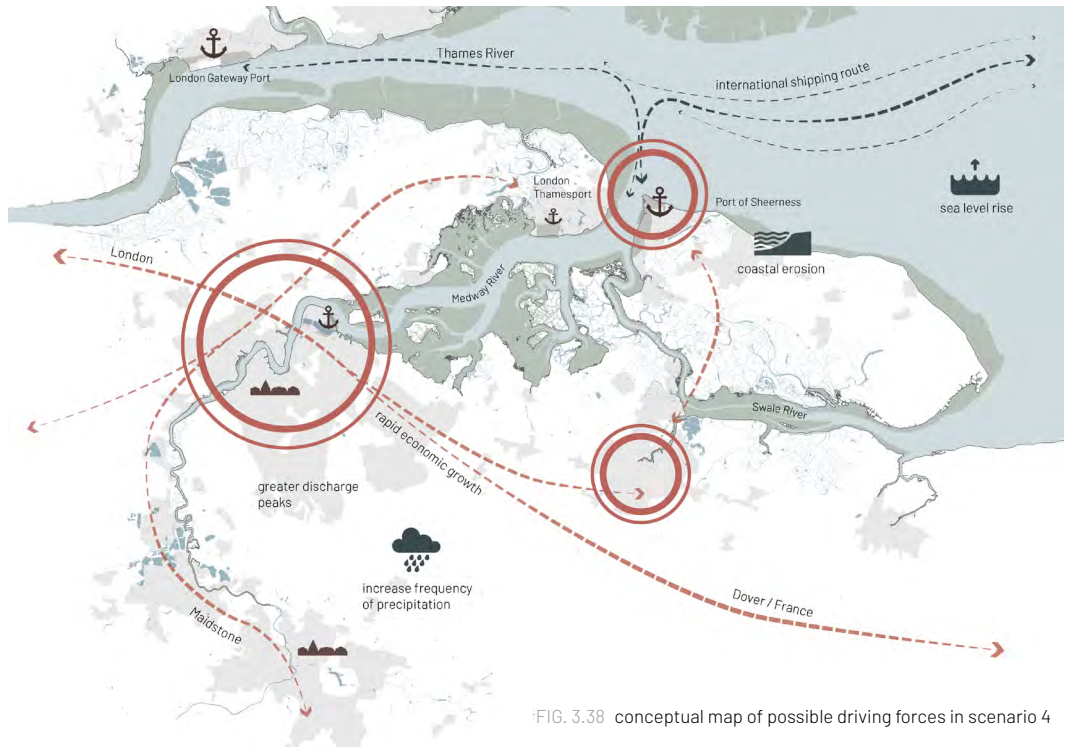 Thames River
London Gateway Port
international shipping route
London
Thamesport
Port of Sheerness
sea level rise
London
coastal erosion
Medway River
Swale River
rapid economic growth
greater discharge
peaks
increase frequency
of precipitation
Dover / France
Maidstone
FIG. 3.38 conceptual map of possible driving forces in scenario 4